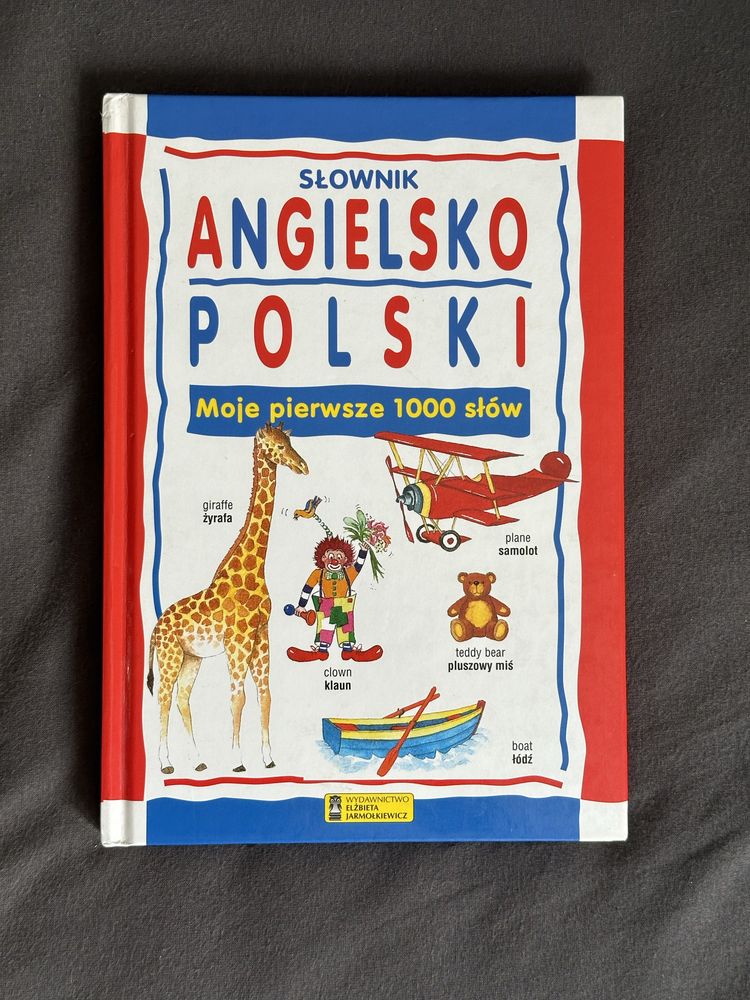 SŁOWNIK
ANGIELSKO
POLSKI
Moje pierwsze 1000 słów
giraffe
żyrafa
plane
samolot
clown
klaun
teddy bear
pluszowy miś
boat
łódź
WYDAWNICTWO
ELŻBIETA
JARMOŁKIEWICZ